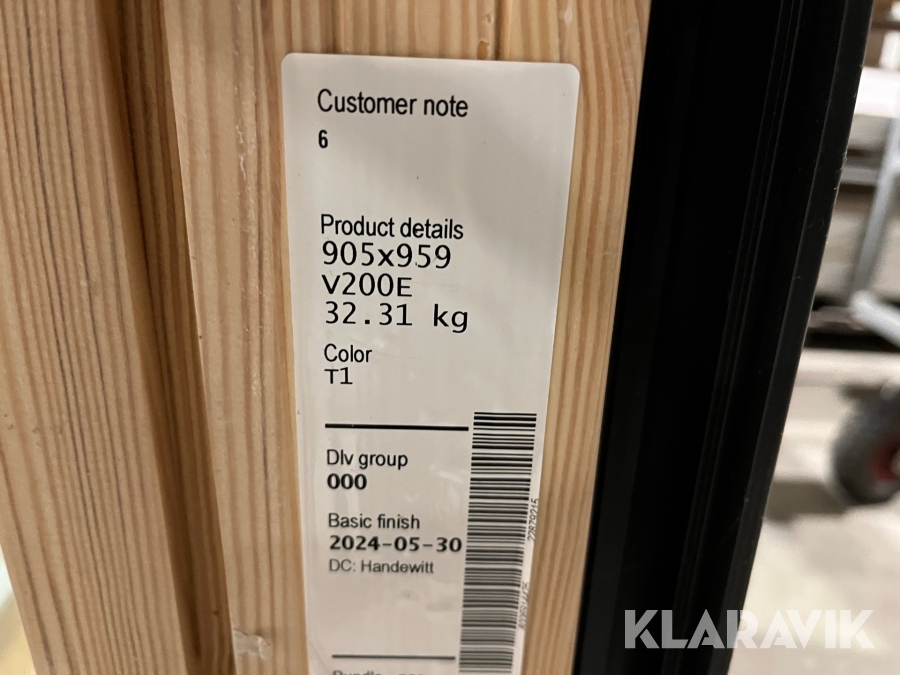 Customer note
6
Product details
905x959
V200E
32.31 kg
Color
T1
Dlv group
000
Basic finish
2024-05-30
DC: Handewitt
KLARAVIK